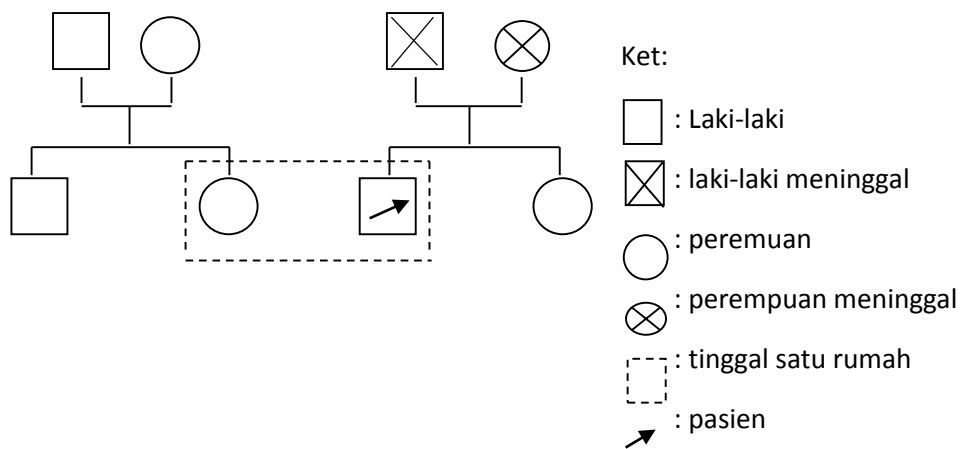 Ket:
: Laki-laki
: laki-laki meninggal
: peremuan
: perempuan meninggal
: tinggal satu rumah
: pasien